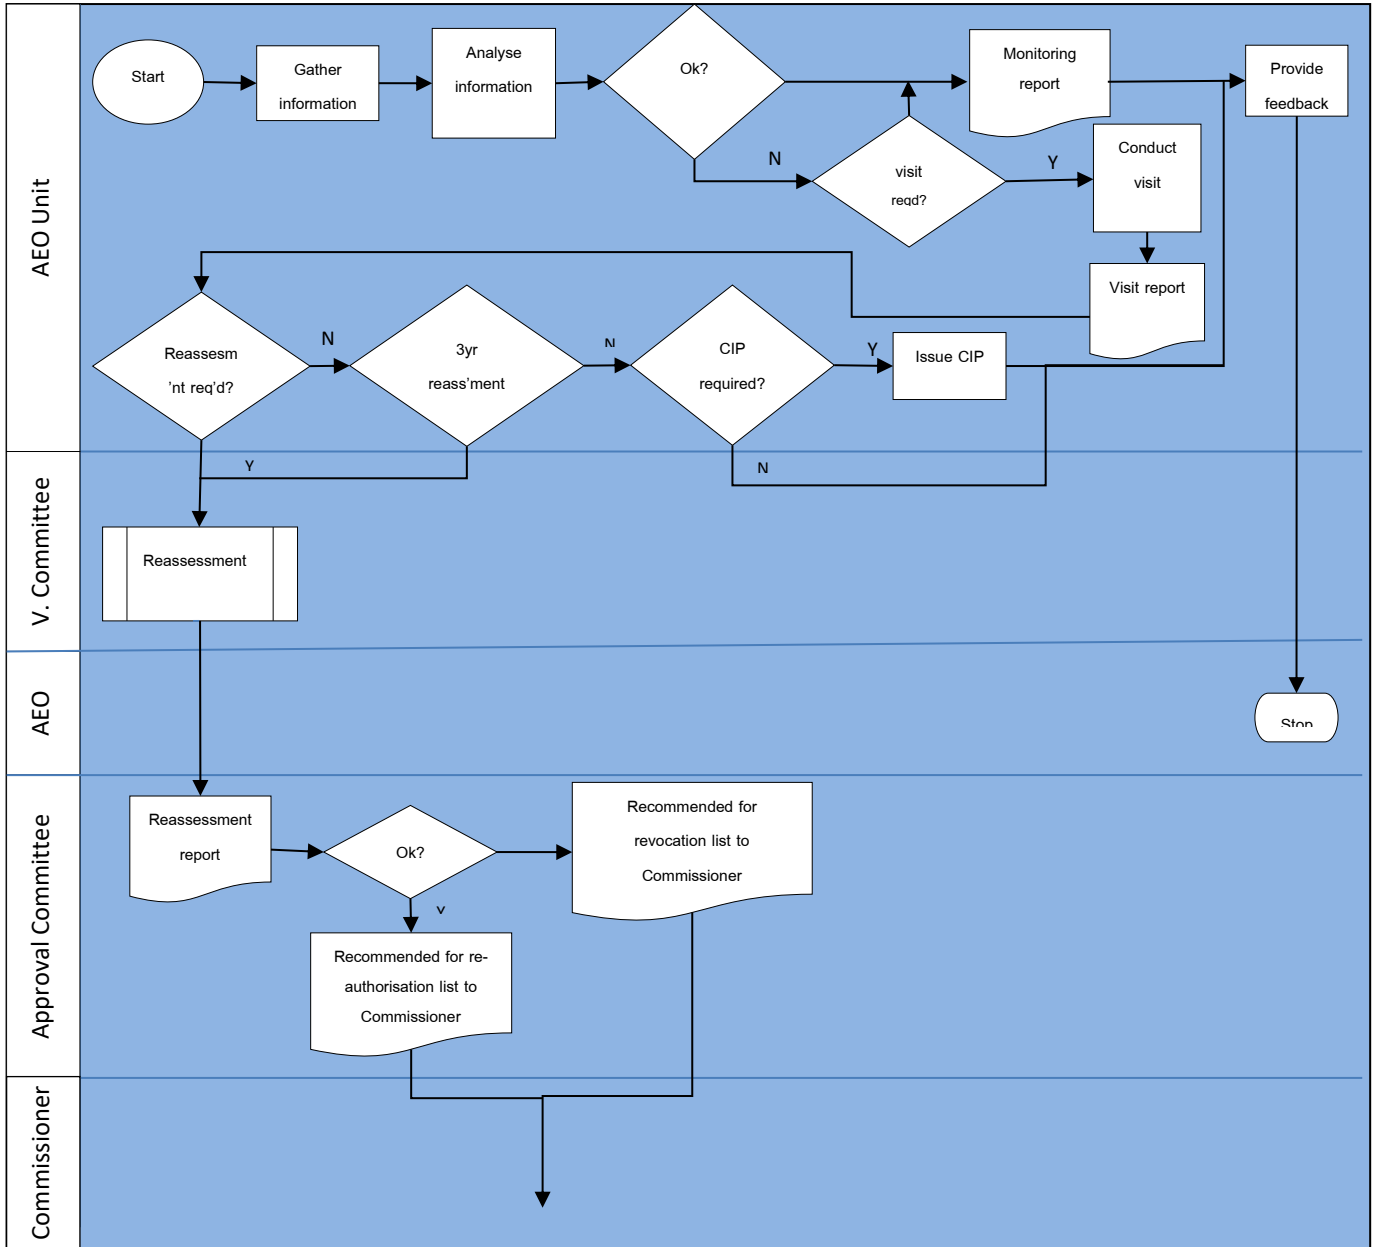 AEO Unit
Start
Gather
information
Analyse
information
Ok?
Monitoring
report
Provide
feedback
N
visit
reqd?
Y
Conduct
visit
Visit report
Reassesm
'nt req'd?
N
3yr
reass'ment
N
CIP
required?
Y
Issue CIP
Y
N
V. Committee
Reassessment
AEO
Stop
Approval Committee
Reassessment
report
Ok?
Recommended for
revocation list to
Commissioner
Recommended for re-
authorisation list to
Commissioner
Commissioner